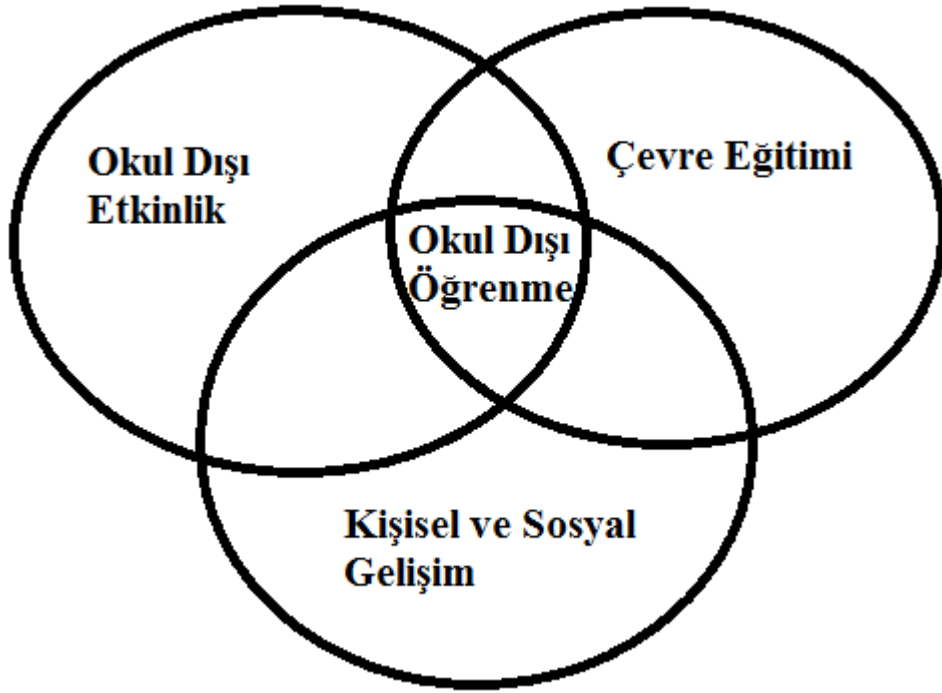 Okul Dışı
Etkinlik
Çevre Eğitimi
Okul Dışı
Öğrenme
Kişisel ve Sosyal
Gelişim